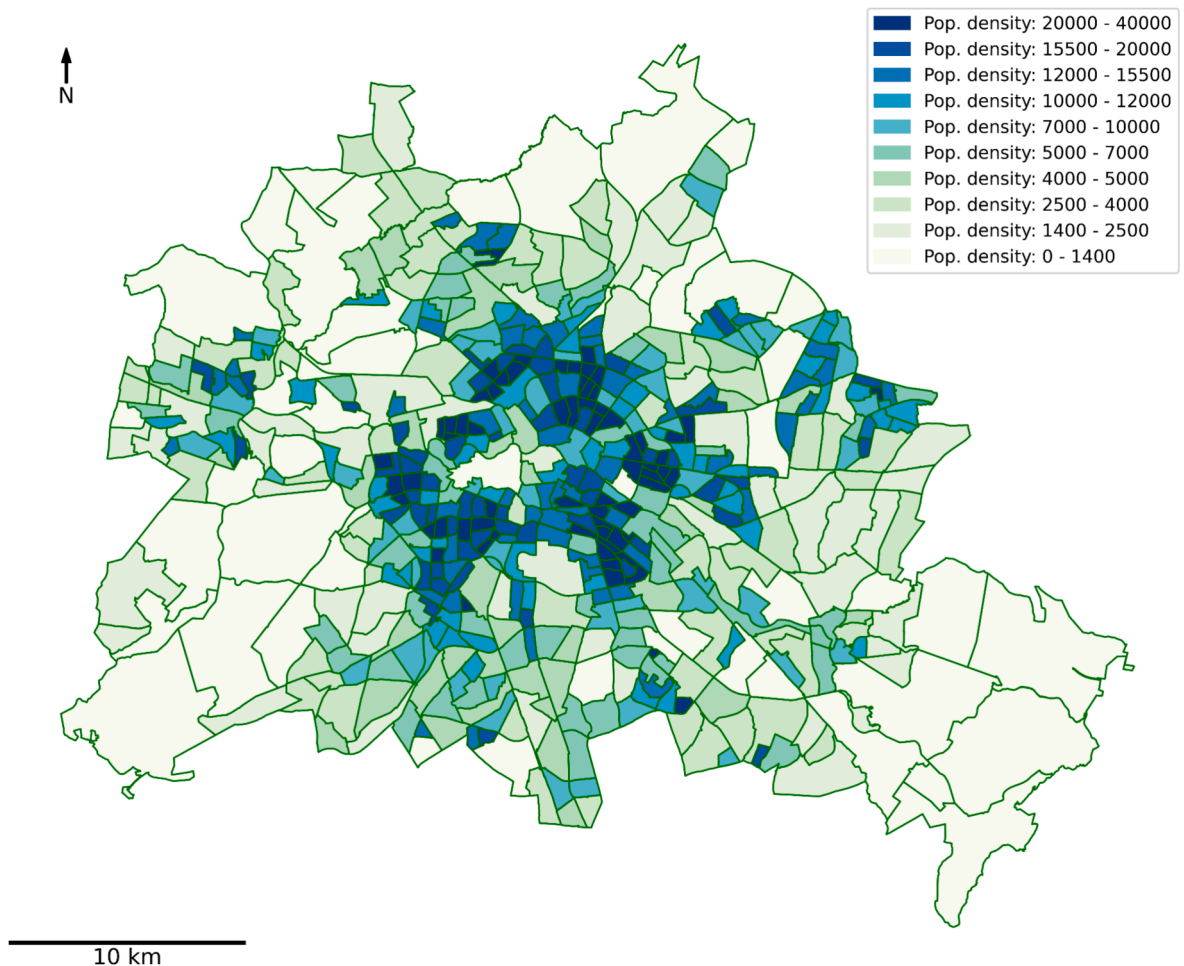 Pop. density: 20000 - 40000
Pop. density: 15500 - 20000
Pop. density: 12000 - 15500
Pop. density: 10000 - 12000
Pop. density: 7000 - 10000
Pop. density: 5000 - 7000
Pop. density: 4000 - 5000
Pop. density: 2500 - 4000
Pop. density: 1400 - 2500
Pop. density: 0 - 1400
N
10 km